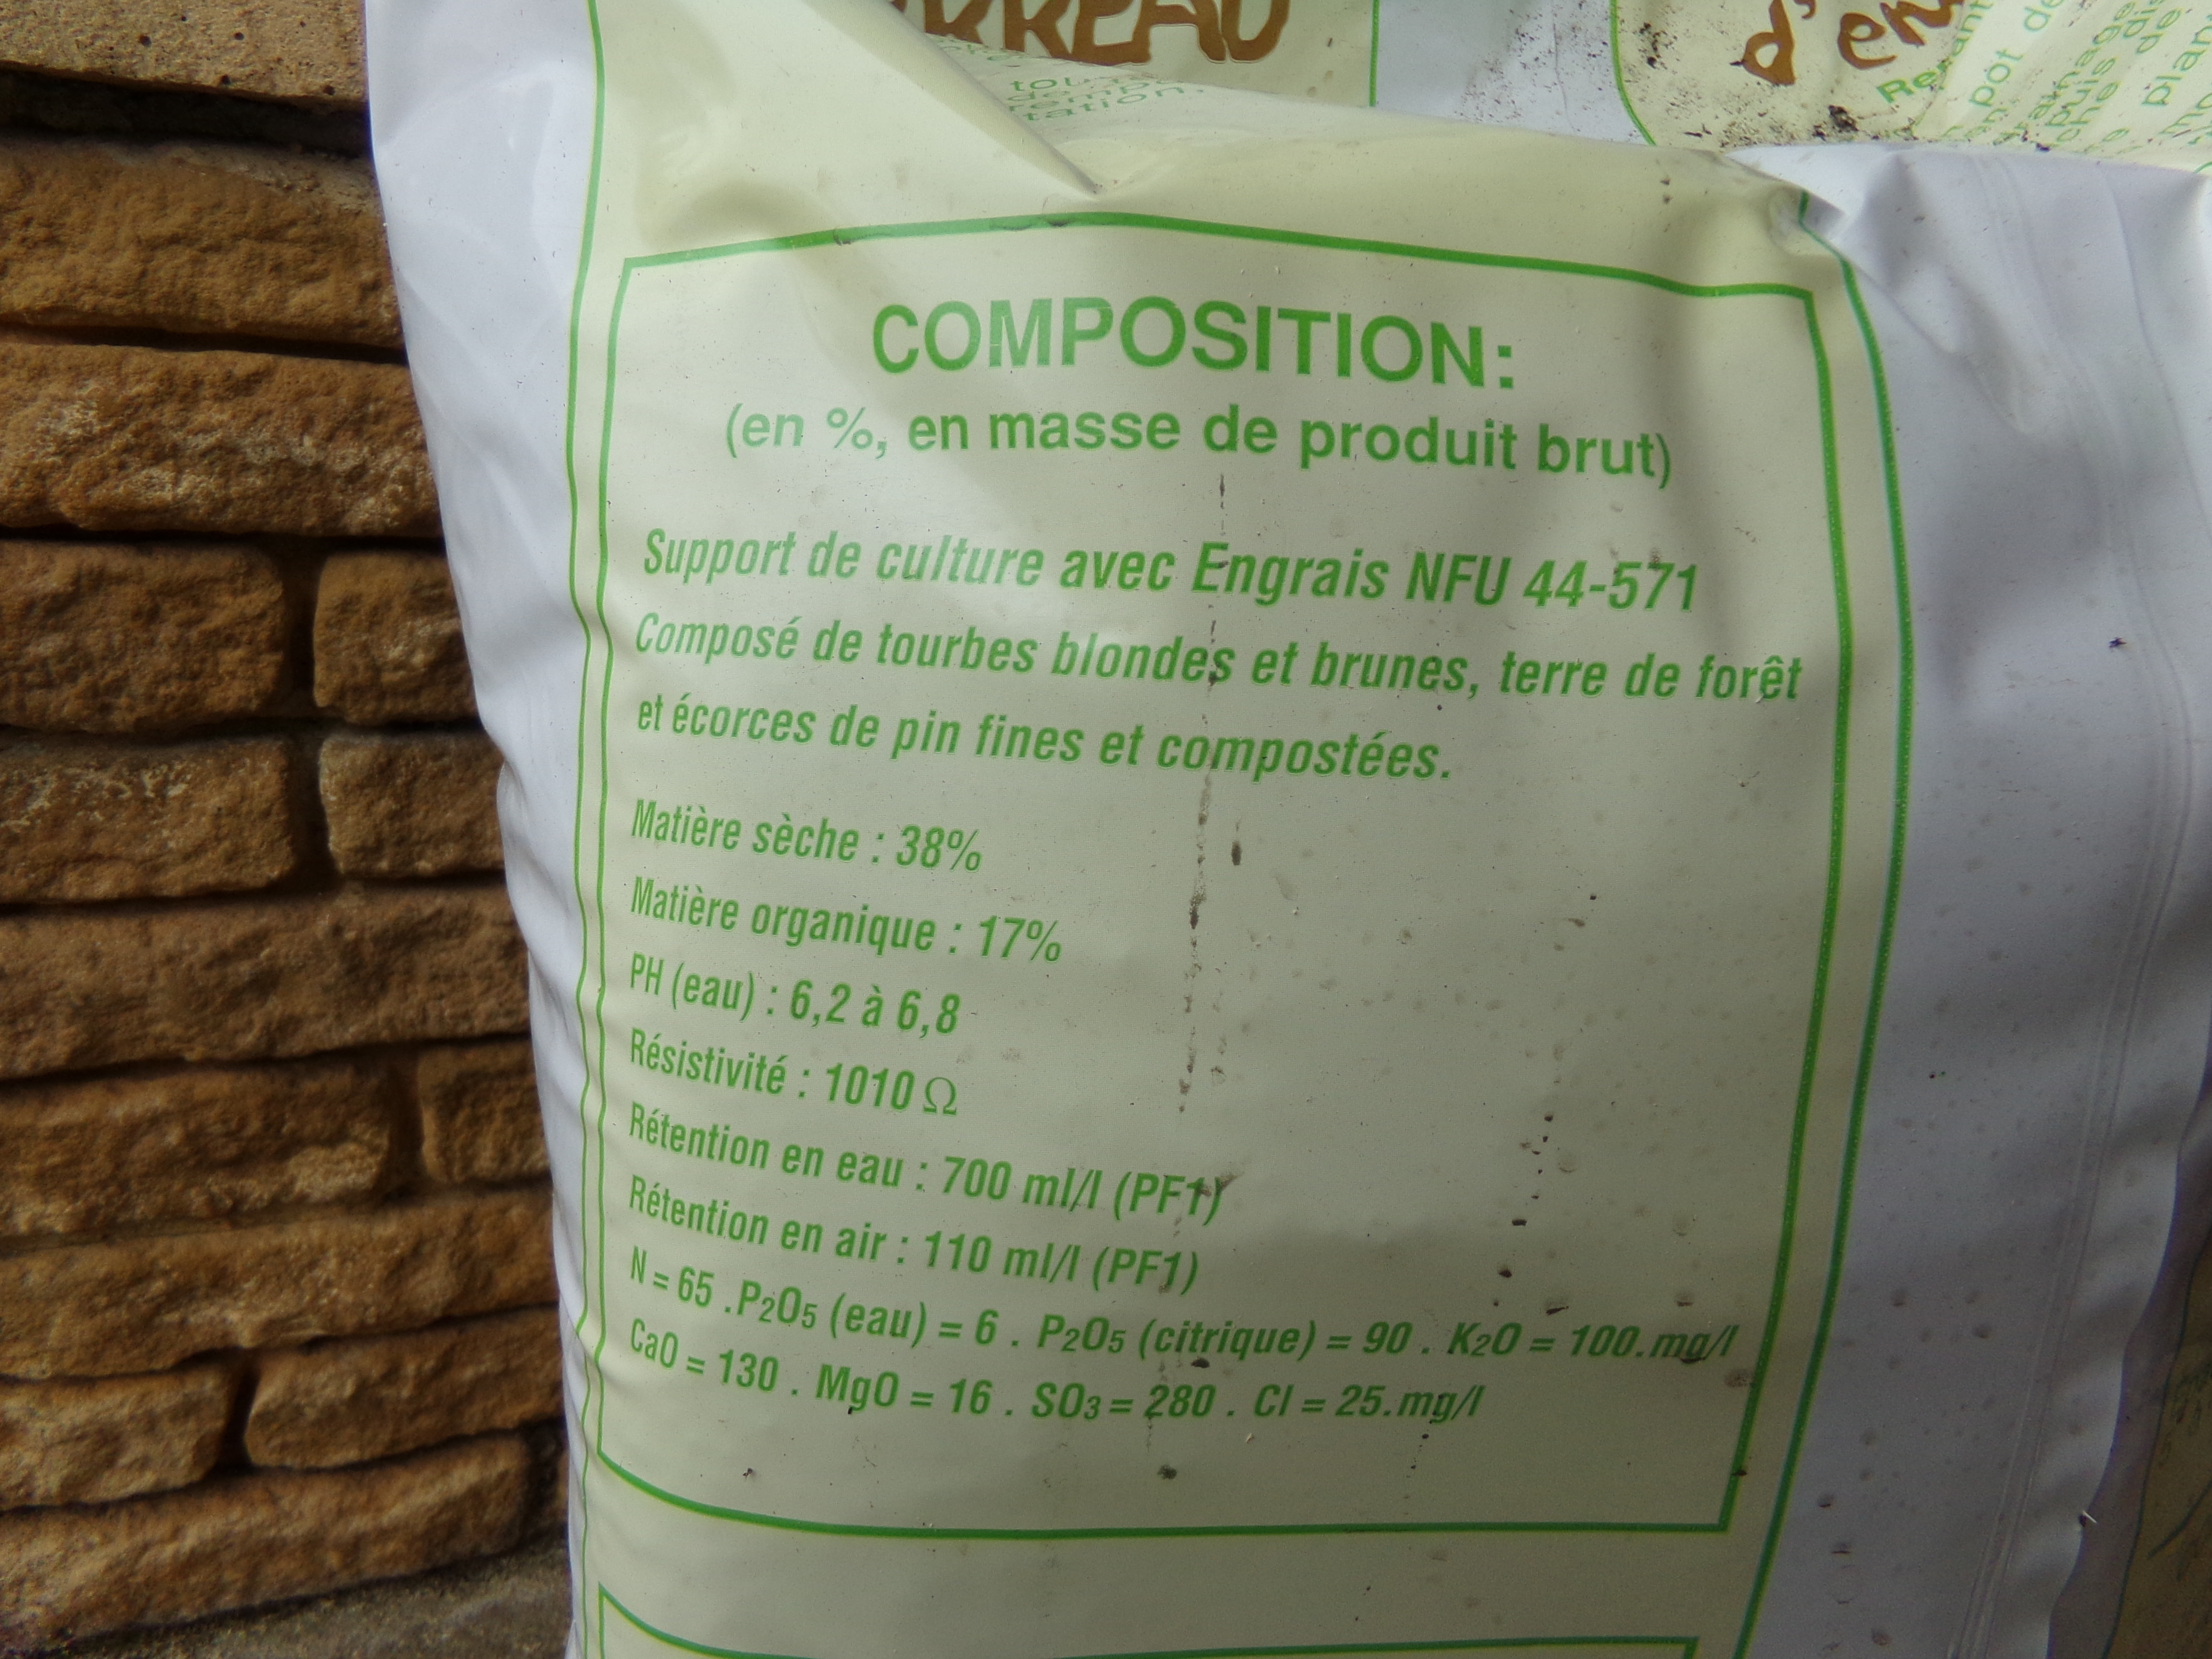 d'en
COMPOSITION:
(en %, en masse de produit brut)
Support de culture avec Engrais NFU 44-571
Composé de tourbes blondes et brunes, terre de forêt
et écorces de pin fines et compostées.
Matière sèche : 38%
Matière organique : 17%
PH (eau) : 6,2 à 6,8
Résistivité : 1010 Ω
Rétention en eau : 700 ml/l (PF1)
Rétention en air : 110 ml/l (PF1)
N = 65 . P2O5 (eau) = 6 . P2O5 (citrique) = 90 . K2O = 100.mg/l
CaO = 130 . MgO = 16 . SO3 = 280 . Cl = 25.mg/l